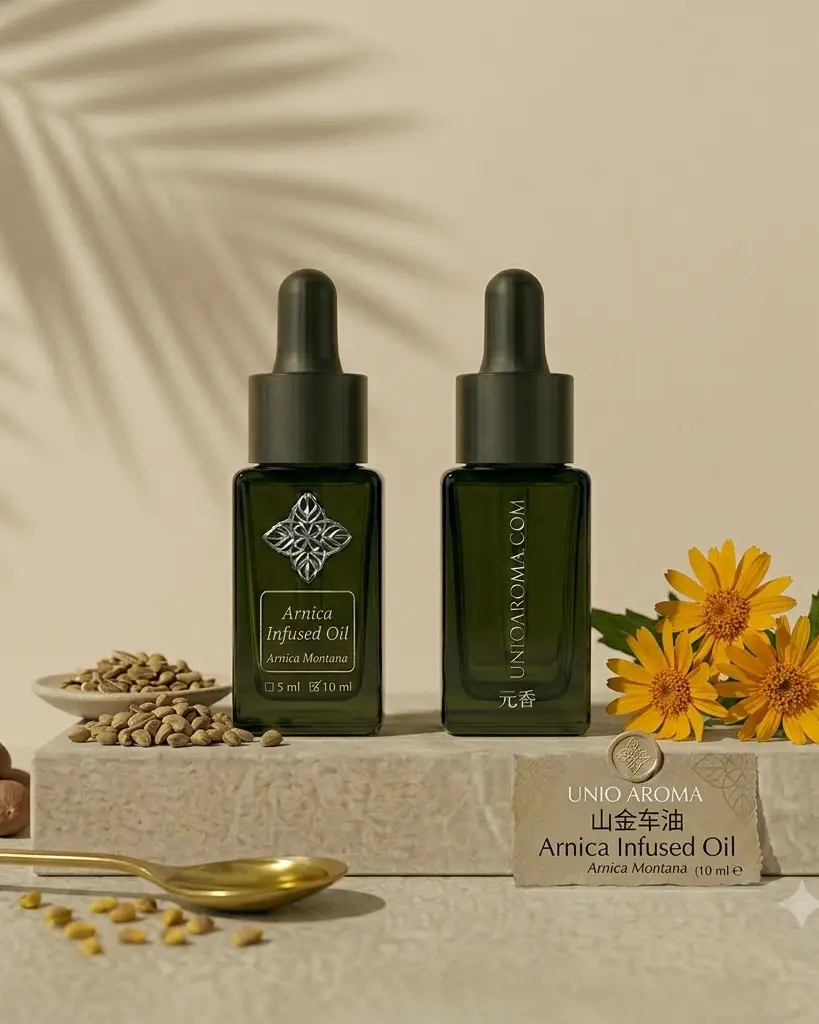 Arnica
Infused Oil
Arnica Montana
☐ 5 ml ☑ 10 ml
UNIOAROMA.COM
元香
UNIO AROMA
山金车油
Arnica Infused Oil
Arnica Montana (10 ml ℮